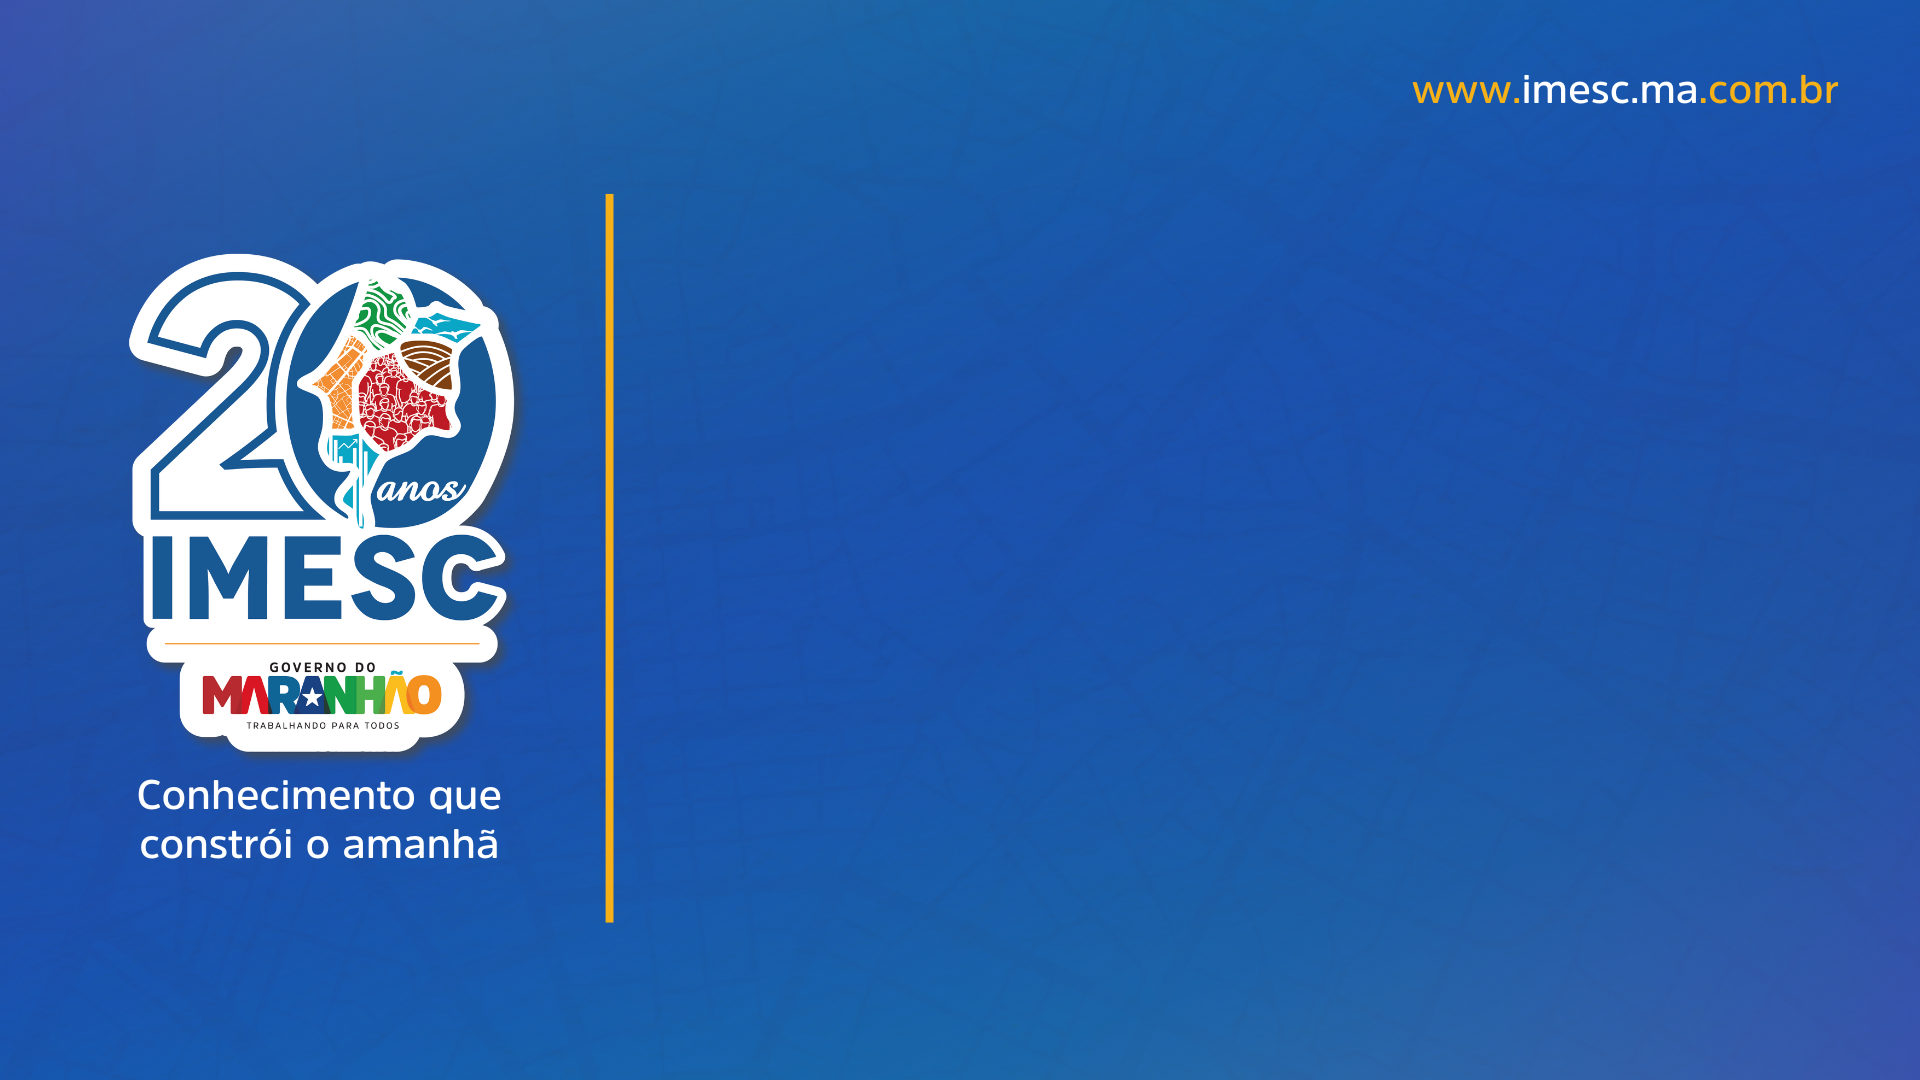 www.imesc.ma.com.br
20
anos
IMESC
GOVERNO DO
MARANHÃO
TRABALHANDO PARA TODOS
Conhecimento que
constrói o amanhã